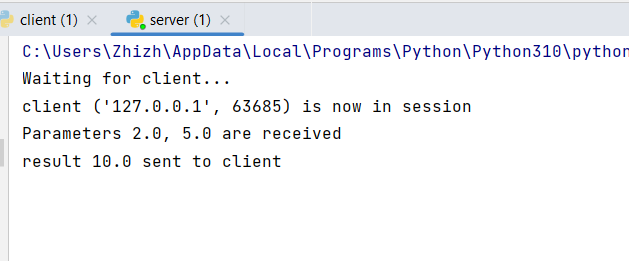 client (1) × server (1) ×
C:\Users\Zhizh\AppData\Local\Programs\Python\Python310\python
Waiting for client...
client ('127.0.0.1', 63685) is now in session
Parameters 2.0, 5.0 are received
result 10.0 sent to client